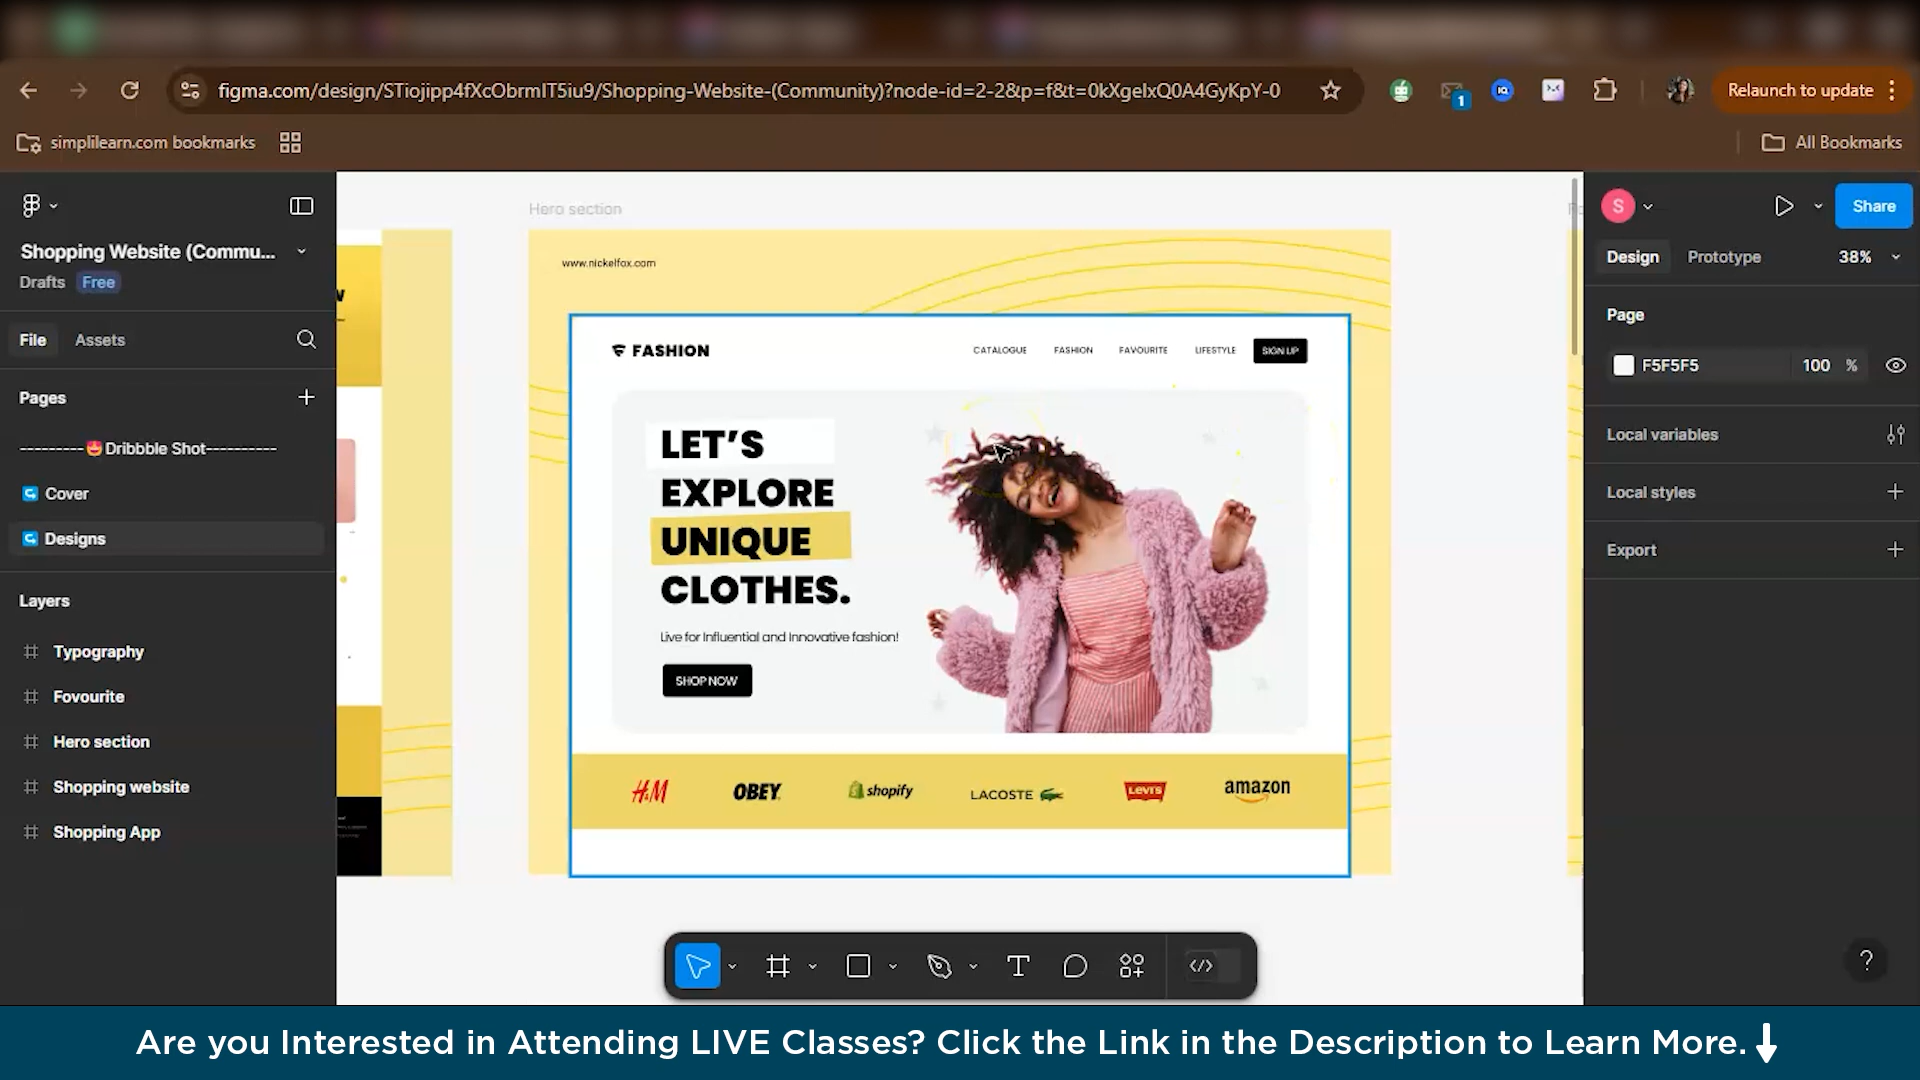 figma.com/design/STiojipp4fXcObrmIT5iu9/Shopping-Website-(Community)?node-id=2-2&p=f&t=0kXgeIxQ0A4GyKpY-0
1
Relaunch to update
simplilearn.com bookmarks
All Bookmarks
Shopping Website (Commu...
Drafts Free
File Assets
Pages
---------🤩Dribbble Shot----------
Cover
Designs
Layers
Typography
Fovourite
Hero section
Shopping website
Shopping App
Hero section
www.nickelfox.com
FASHION
CATALOGUE FASHION FAVOURITE LIFESTYLE SIGN UP
LET'S
EXPLORE
UNIQUE
CLOTHES.
Live for Influential and Innovative fashion!
SHOP NOW
H&M OBEY shopify LACOSTE Levi's amazon
S
Share
Design Prototype 38%
Page
F5F5F5 100 %
Local variables
Local styles
Export
?
Are you Interested in Attending LIVE Classes? Click the Link in the Description to Learn More.